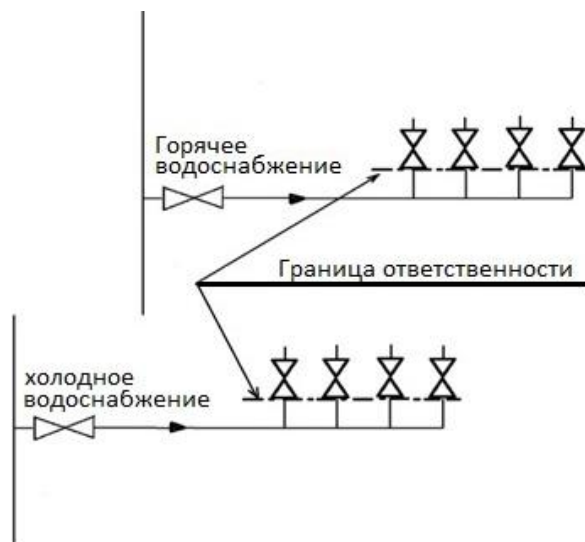 Горячее
водоснабжение
Граница ответственности
холодное
водоснабжение